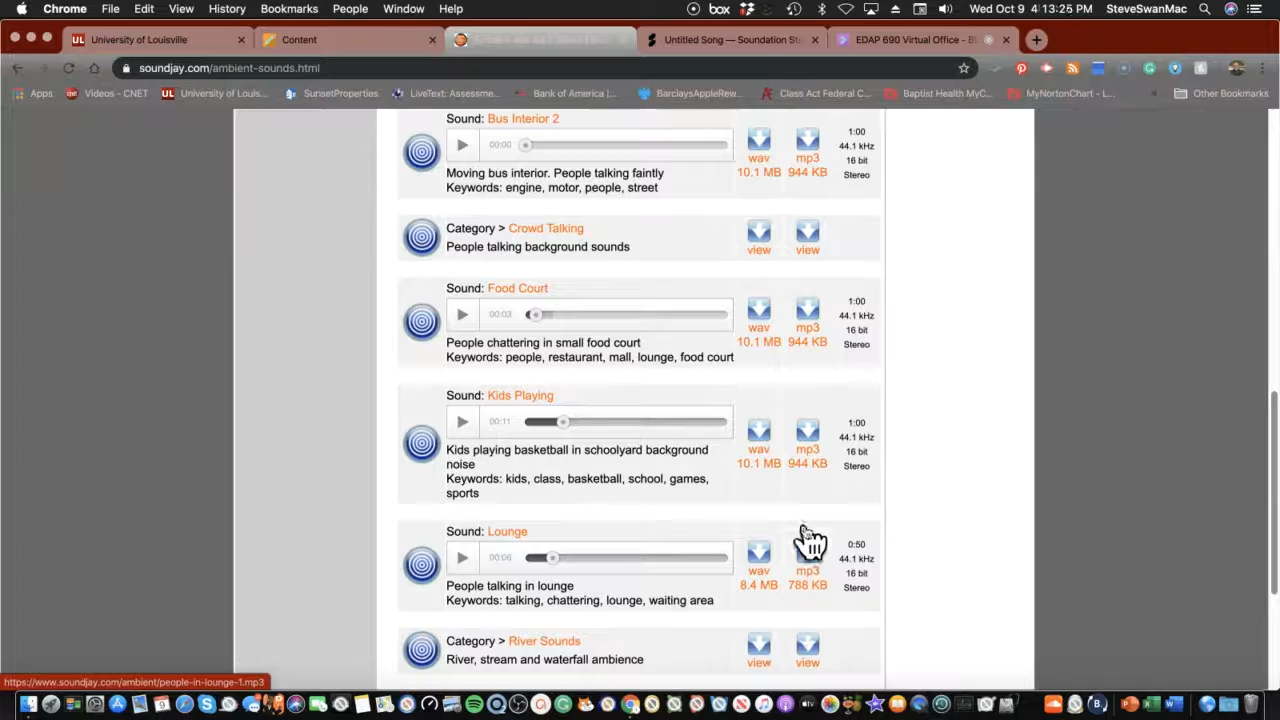 Chrome File Edit View History Bookmarks People Window Help Wed Oct 9 4:13:25 PM SteveSwanMac
box
University of Louisville
Content
Untitled Song — Soundation St
EDAP 690 Virtual Office - B
soundjay.com/ambient-sounds.html
Apps Videos - CNET University of Louis... SunsetProperties LiveText: Assessme... Bank of America |... BarclaysAppleRew... Class Act Federal C... Baptist Health MyC... MyNortonChart - L... Other Bookmarks
Sound: Bus Interior 2
00:00
Moving bus interior. People talking faintly
Keywords: engine, motor, people, street
wav
10.1 MB
mp3
944 KB
1:00
44.1 kHz
16 bit
Stereo
Category > Crowd Talking
People talking background sounds
view
view
Sound: Food Court
00:03
People chattering in small food court
Keywords: people, restaurant, mall, lounge, food court
wav
10.1 MB
mp3
944 KB
1:00
44.1 kHz
16 bit
Stereo
Sound: Kids Playing
00:11
Kids playing basketball in schoolyard background
noise
Keywords: kids, class, basketball, school, games,
sports
wav
10.1 MB
mp3
944 KB
1:00
44.1 kHz
16 bit
Stereo
Sound: Lounge
00:06
People talking in lounge
Keywords: talking, chattering, lounge, waiting area
wav
8.4 MB
mp3
788 KB
0:50
44.1 kHz
16 bit
Stereo
Category > River Sounds
River, stream and waterfall ambience
view
view
https://www.soundjay.com/ambient/people-in-lounge-1.mp3